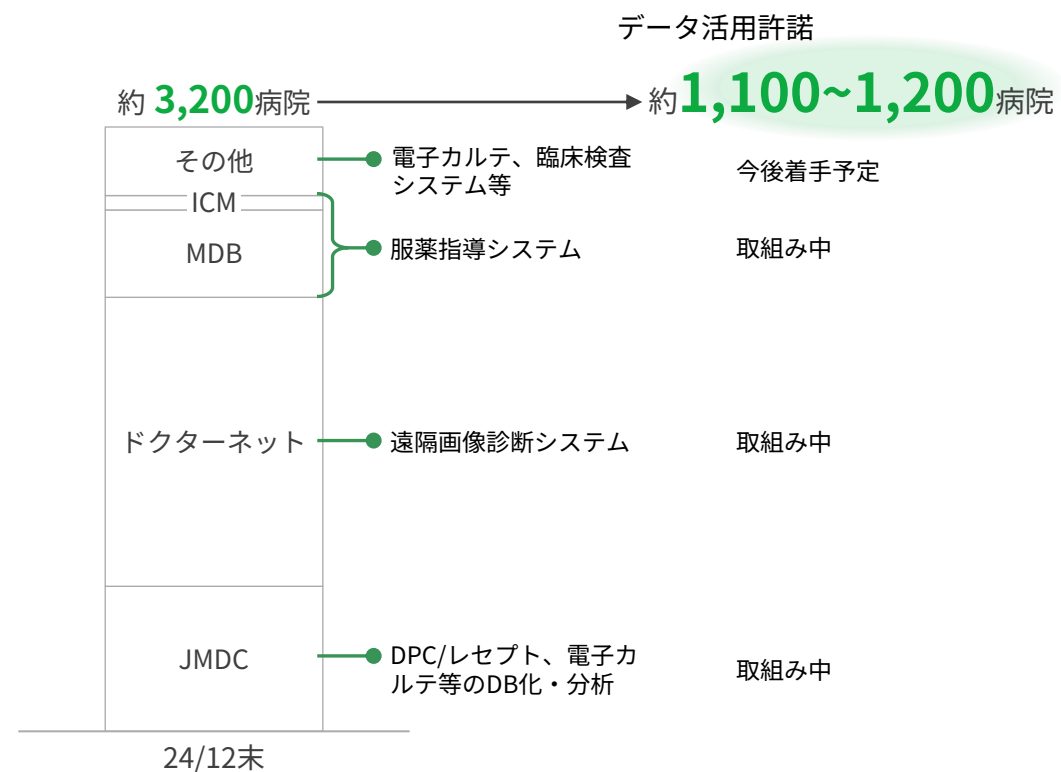 データ活用許諾
約 3,200病院
約1,100~1,200病院
その他
電子カルテ、臨床検査
システム等
今後着手予定
ICM
MDB
服薬指導システム
取組み中
ドクターネット
遠隔画像診断システム
取組み中
JMDC
DPC/レセプト、電子カ
ルテ等のDB化・分析
取組み中
24/12末